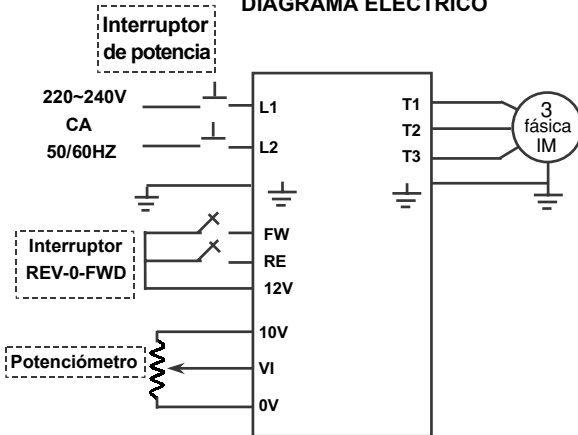 DIAGRAMA ELÉCTRICO
Interruptor
de potencia
220~240V
CA
50/60HZ
L1
L2
T1
T2
T3
3
fásica
IM
Interruptor
REV-0-FWD
FW
RE
12V
Potenciómetro
10V
VI
0V